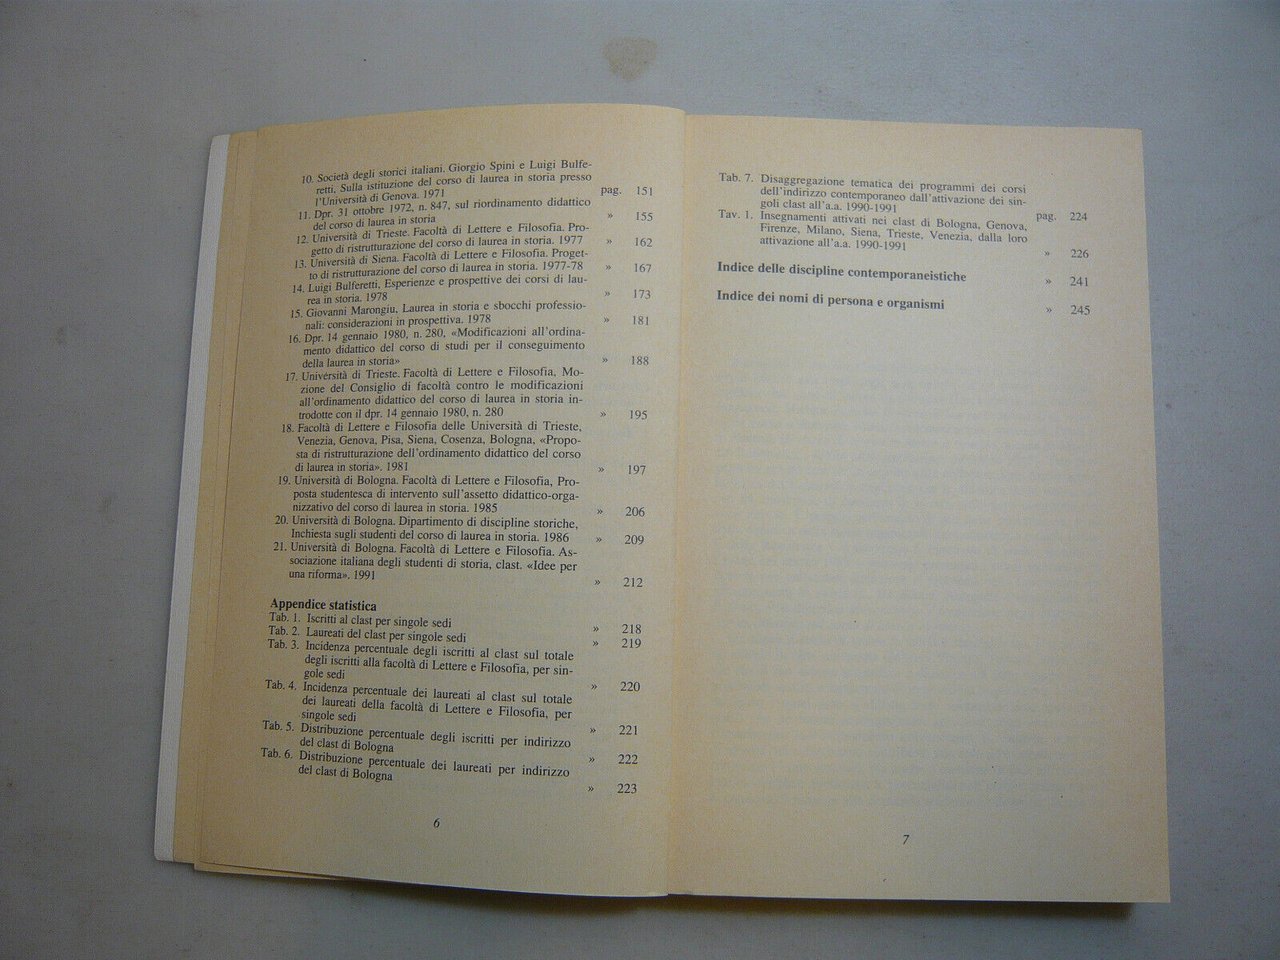 10. Società degli storici italiani. Giorgio Spini e Luigi Bulfe-
retti. Sulla istituzione del corso di laurea in storia presso
l'Università di Genova. 1971 pag. 151
11. Dpr. 31 ottobre 1972, n. 847, sul riordinamento didattico
del corso di laurea in storia » 155
12. Università di Trieste. Facoltà di Lettere e Filosofia. Pro-
getto di ristrutturazione del corso di laurea in storia. 1977 » 162
13. Università di Siena. Facoltà di Lettere e Filosofia. Proget-
to di ristrutturazione del corso di laurea in storia. 1977-78 » 167
14. Luigi Bulferetti, Esperienze e prospettive dei corsi di lau-
rea in storia. 1978 » 173
15. Giovanni Marongiu, Laurea in storia e sbocchi professio-
nali: considerazioni in prospettiva. 1978 » 181
16. Dpr. 14 gennaio 1980, n. 280, «Modificazioni all'ordina-
mento didattico del corso di studi per il conseguimento
della laurea in storia» » 188
17. Università di Trieste. Facoltà di Lettere e Filosofia, Mo-
zione del Consiglio di facoltà contro le modificazioni
all'ordinamento didattico del corso di laurea in storia in-
trodotte con il dpr. 14 gennaio 1980, n. 280 » 195
18. Facoltà di Lettere e Filosofia delle Università di Trieste,
Venezia, Genova, Pisa, Siena, Cosenza, Bologna, «Propo-
sta di ristrutturazione dell'ordinamento didattico del corso
di laurea in storia». 1981 » 197
19. Università di Bologna. Facoltà di Lettere e Filosofia, Pro-
posta studentesca di intervento sull'assetto didattico-orga-
nizzativo del corso di laurea in storia. 1985 » 206
20. Università di Bologna. Dipartimento di discipline storiche,
Inchiesta sugli studenti del corso di laurea in storia. 1986 » 209
21. Università di Bologna. Facoltà di Lettere e Filosofia. As-
sociazione italiana degli studenti di storia, clast. «Idee per
una riforma». 1991 » 212
Appendice statistica
Tab. 1. Iscritti al clast per singole sedi » 218
Tab. 2. Laureati del clast per singole sedi » 219
Tab. 3. Incidenza percentuale degli iscritti al clast sul totale
degli iscritti alla facoltà di Lettere e Filosofia, per sin-
gole sedi » 220
Tab. 4. Incidenza percentuale dei laureati al clast sul totale
dei laureati della facoltà di Lettere e Filosofia, per
singole sedi » 221
Tab. 5. Distribuzione percentuale degli iscritti per indirizzo
del clast di Bologna » 222
Tab. 6. Distribuzione percentuale dei laureati per indirizzo
del clast di Bologna » 223
6
Tab. 7. Disaggregazione tematica dei programmi dei corsi
dell'indirizzo contemporaneo dall'attivazione dei sin-
goli clast all'a.a. 1990-1991 pag. 224
Tav. 1. Insegnamenti attivati nei clast di Bologna, Genova,
Firenze, Milano, Siena, Trieste, Venezia, dalla loro
attivazione all'a.a. 1990-1991 » 226
Indice delle discipline contemporaneistiche » 241
Indice dei nomi di persona e organismi » 245
7